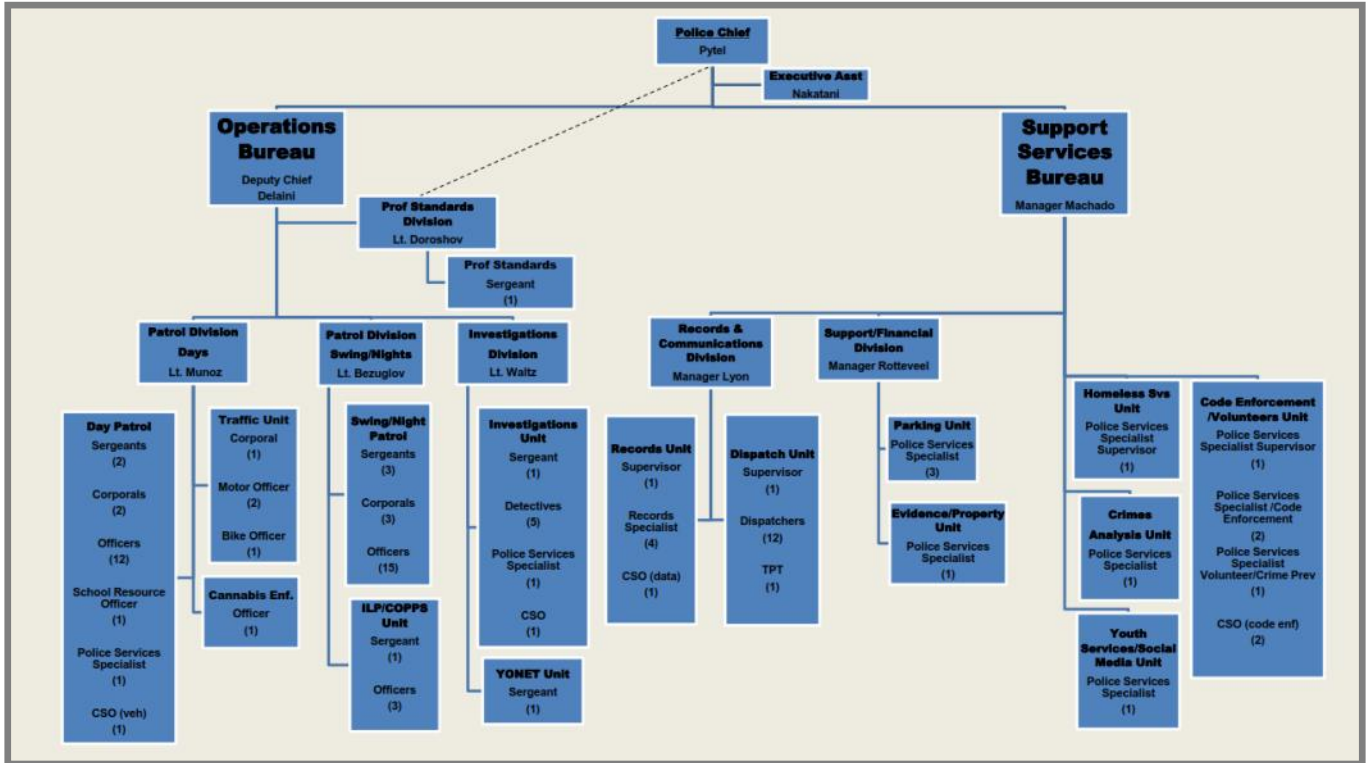 Police Chief
Pytel
Executive Asst
Nakatani
Operations
Bureau
Deputy Chief
Delaini
Support
Services
Bureau
Manager Machado
Prof Standards
Division
Lt. Doroshov
Prof Standards
Sergeant
(1)
Patrol Division
Days
Lt. Munoz
Patrol Division
Swing/Nights
Lt. Bezuglov
Investigations
Division
Lt. Waltz
Records &
Communications
Division
Manager Lyon
Support/Financial
Division
Manager Rotteveel
Day Patrol
Sergeants
(2)
Corporals
(2)
Officers
(12)
School Resource
Officer
(1)
Police Services
Specialist
(1)
CSO (veh)
(1)
Traffic Unit
Corporal
(1)
Motor Officer
(2)
Bike Officer
(1)
Cannabis Enf.
Officer
(1)
Swing/Night
Patrol
Sergeants
(3)
Corporals
(3)
Officers
(15)
ILP/COPPS
Unit
Sergeant
(1)
Officers
(3)
Investigations
Unit
Sergeant
(1)
Detectives
(5)
Police Services
Specialist
(1)
CSO
(1)
YONET Unit
Sergeant
(1)
Records Unit
Supervisor
(1)
Records
Specialist
(4)
CSO (data)
(1)
Dispatch Unit
Supervisor
(1)
Dispatchers
(12)
TPT
(1)
Parking Unit
Police Services
Specialist
(3)
Evidence/Property
Unit
Police Services
Specialist
(1)
Homeless Svs
Unit
Police Services
Specialist
Supervisor
(1)
Crimes
Analysis Unit
Police Services
Specialist
(1)
Youth
Services/Social
Media Unit
Police Services
Specialist
(1)
Code Enforcement
/Volunteers Unit
Police Services
Specialist Supervisor
(1)
Police Services
Specialist /Code
Enforcement
(2)
Police Services
Specialist
Volunteer/Crime Prev
(1)
CSO (code enf)
(2)